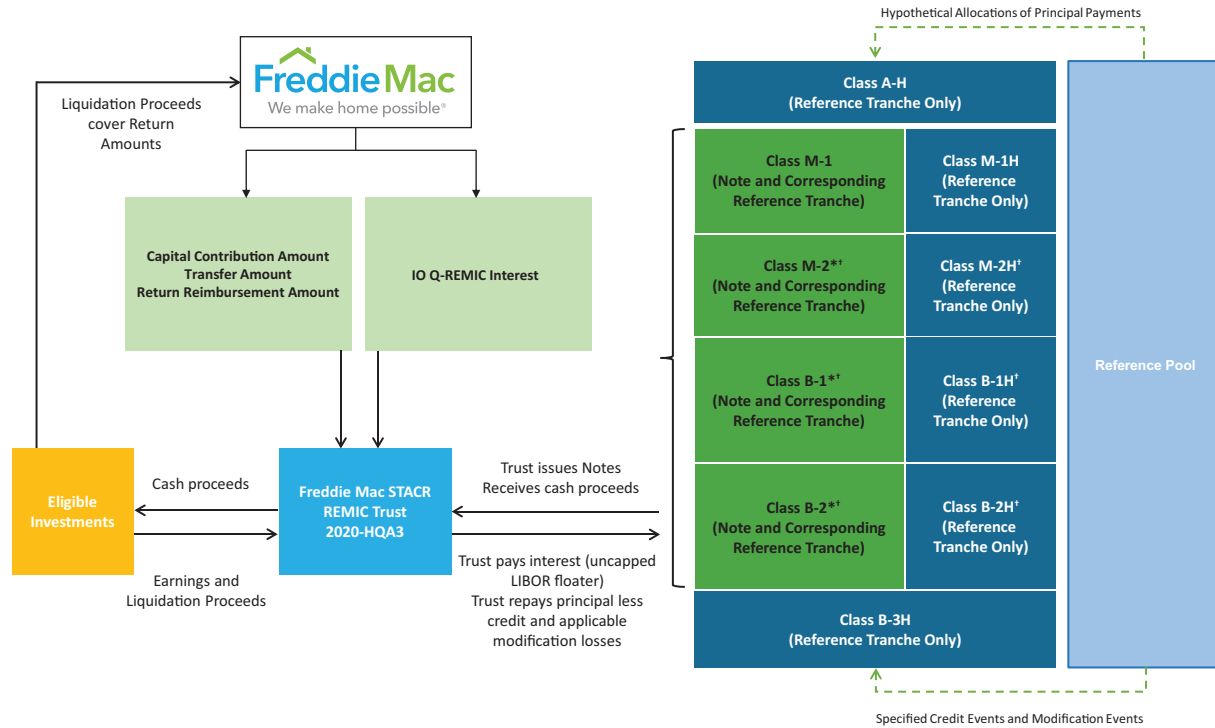 Hypothetical Allocations of Principal Payments
Freddie Mac
We make home possible®
Liquidation Proceeds
cover Return
Amounts
Capital Contribution Amount
Transfer Amount
Return Reimbursement Amount
IO Q-REMIC Interest
Eligible
Investments
Cash proceeds
Earnings and
Liquidation Proceeds
Freddie Mac STACR
REMIC Trust
2020-HQA3
Trust issues Notes
Receives cash proceeds
Trust pays interest (uncapped
LIBOR floater)
Trust repays principal less
credit and applicable
modification losses
Class A-H
(Reference Tranche Only)
Class M-1
(Note and Corresponding
Reference Tranche)
Class M-1H
(Reference
Tranche Only)
Class M-2*†
(Note and Corresponding
Reference Tranche)
Class M-2H†
(Reference
Tranche Only)
Class B-1*†
(Note and Corresponding
Reference Tranche)
Class B-1H†
(Reference
Tranche Only)
Class B-2*†
(Note and Corresponding
Reference Tranche)
Class B-2H†
(Reference
Tranche Only)
Class B-3H
(Reference Tranche Only)
Reference Pool
Specified Credit Events and Modification Events